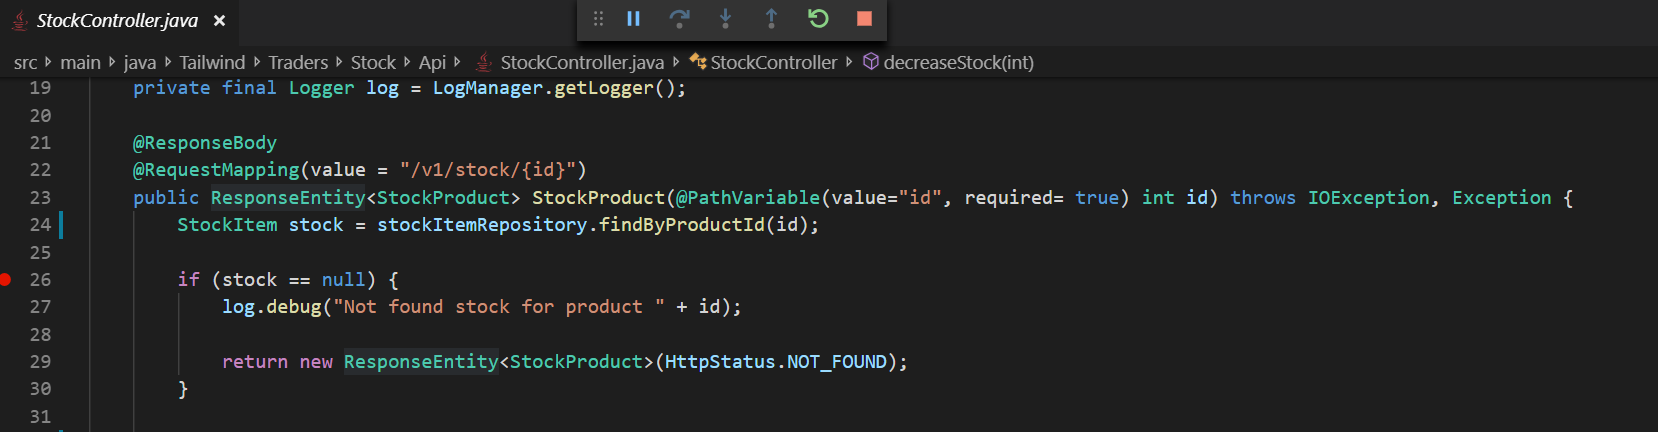 StockController.java ×
src main java Tailwind Traders Stock Api StockController.java StockController decreaseStock(int)
19 private final Logger log = LogManager.getLogger();
20
21 @ResponseBody
22 @RequestMapping(value = "/v1/stock/{id}")
23 public ResponseEntity<StockProduct> StockProduct(@PathVariable(value="id", required= true) int id) throws IOException, Exception {
24 StockItem stock = stockItemRepository.findByProductId(id);
25
26 if (stock == null) {
27 log.debug("Not found stock for product " + id);
28
29 return new ResponseEntity<StockProduct>(HttpStatus.NOT_FOUND);
30 }
31